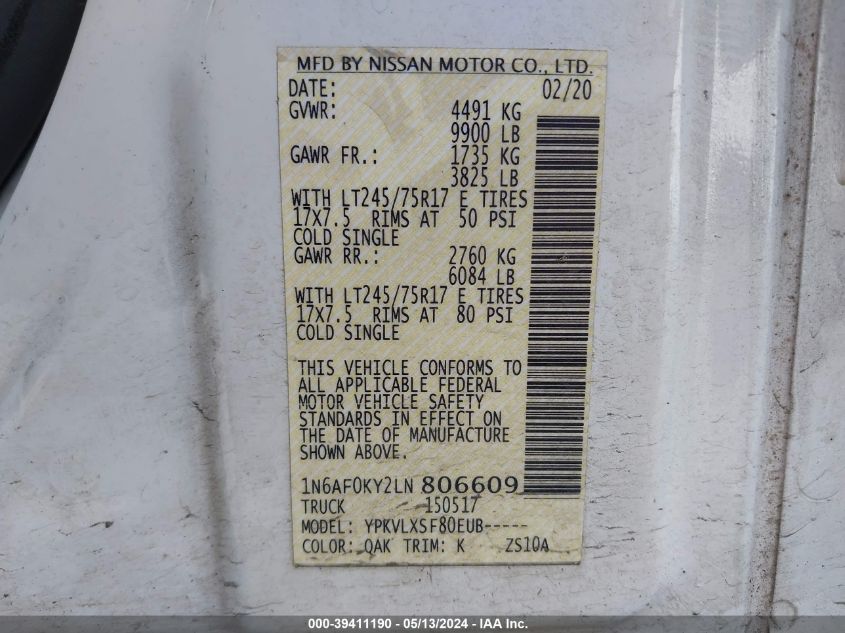 MFD BY NISSAN MOTOR CO., LTD.
DATE: 02/20
GVWR: 4491 KG
9900 LB
GAWR FR.: 1735 KG
3825 LB
WITH LT245/75R17 E TIRES
17X7.5 RIMS AT 50 PSI
COLD SINGLE
GAWR RR.: 2760 KG
6084 LB
WITH LT245/75R17 E TIRES
17X7.5 RIMS AT 80 PSI
COLD SINGLE
THIS VEHICLE CONFORMS TO
ALL APPLICABLE FEDERAL
MOTOR VEHICLE SAFETY
STANDARDS IN EFFECT ON
THE DATE OF MANUFACTURE
SHOWN ABOVE.
1N6AF0KY2LN 806609
TRUCK 150517
MODEL: YPKVLXSF80EUB-----
COLOR: QAK TRIM: K ZS10A
000-39411190 - 05/13/2024 - IAA Inc.